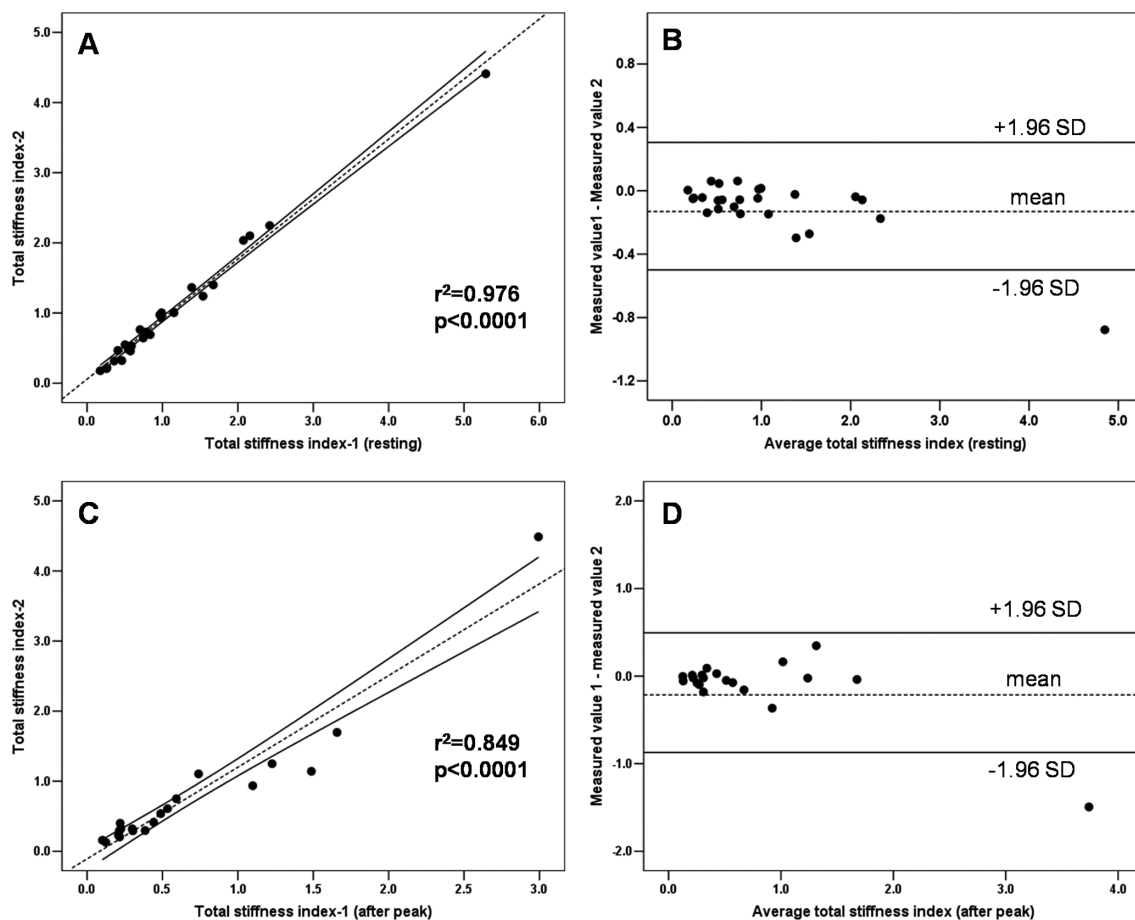 A
Total stiffness index-2
5.0
4.0
3.0
2.0
1.0
0.0
r²=0.976
p<0.0001
0.0 1.0 2.0 3.0 4.0 5.0 6.0
Total stiffness index-1 (resting)
B
Measured value1 - Measured value 2
0.8
0.4
0.0
-0.4
-0.8
-1.2
+1.96 SD
mean
-1.96 SD
0.0 1.0 2.0 3.0 4.0 5.0
Average total stiffness index (resting)
C
Total stiffness index-2
5.0
4.0
3.0
2.0
1.0
0.0
r²=0.849
p<0.0001
0.0 0.5 1.0 1.5 2.0 2.5 3.0
Total stiffness index-1 (after peak)
D
Measured value 1 - measured value 2
2.0
1.0
0.0
-1.0
-2.0
+1.96 SD
mean
-1.96 SD
0.0 1.0 2.0 3.0 4.0
Average total stiffness index (after peak)